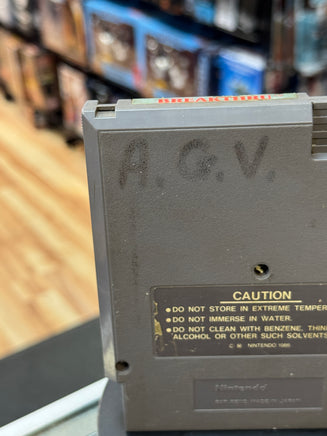 BREAKTHRU
A.G.V.
CAUTION
• DO NOT STORE IN EXTREME TEMPER
• DO NOT IMMERSE IN WATER.
• DO NOT CLEAN WITH BENZENE, THIN
ALCOHOL OR OTHER SUCH SOLVENTS
NINTENDO 1985
Nintendo
MADE IN JAPAN